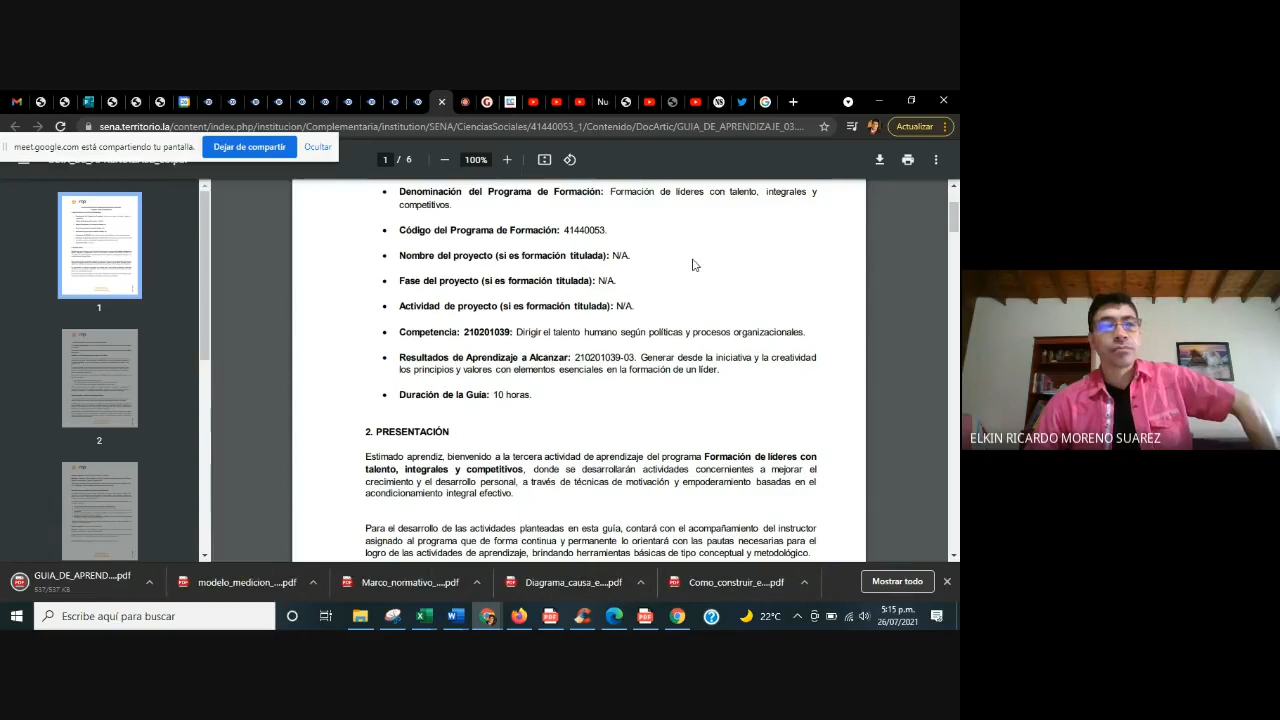 sena.territorio.la/content/index.php/institucion/Complementaria/institution/SENA/CienciasSociales/41440053_1/Contenido/DocArtic/GUIA_DE_APRENDIZAJE_03....
Actualizar
meet.google.com está compartiendo tu pantalla.
Dejar de compartir
Ocultar
1 / 6
100%
• Denominación del Programa de Formación: Formación de líderes con talento, integrales y
competitivos.
• Código del Programa de Formación: 41440053.
• Nombre del proyecto (si es formación titulada): N/A.
• Fase del proyecto (si es formación titulada): N/A.
• Actividad de proyecto (si es formación titulada): N/A.
• Competencia: 210201039: Dirigir el talento humano según políticas y procesos organizacionales.
• Resultados de Aprendizaje a Alcanzar: 210201039-03. Generar desde la iniciativa y la creatividad
los principios y valores con elementos esenciales en la formación de un líder.
• Duración de la Guía: 10 horas.
2. PRESENTACIÓN
Estimado aprendiz, bienvenido a la tercera actividad de aprendizaje del programa Formación de líderes con
talento, integrales y competitivos, donde se desarrollarán actividades concernientes a mejorar el
crecimiento y el desarrollo personal, a través de técnicas de motivación y empoderamiento basadas en el
acondicionamiento integral efectivo.
Para el desarrollo de las actividades planteadas en esta guía, contará con el acompañamiento del instructor
asignado al programa que de forma continua y permanente lo orientará con las pautas necesarias para el
logro de las actividades de aprendizaje, brindando herramientas básicas de tipo conceptual y metodológico.
1
2
ELKIN RICARDO MORENO SUAREZ
GUIA_DE_APREND....pdf
537/537 KB
modelo_medicion_....pdf
Marco_normativo_....pdf
Diagrama_causa_e....pdf
Como_construir_e....pdf
Mostrar todo
Escribe aquí para buscar
22°C
5:15 p.m.
26/07/2021